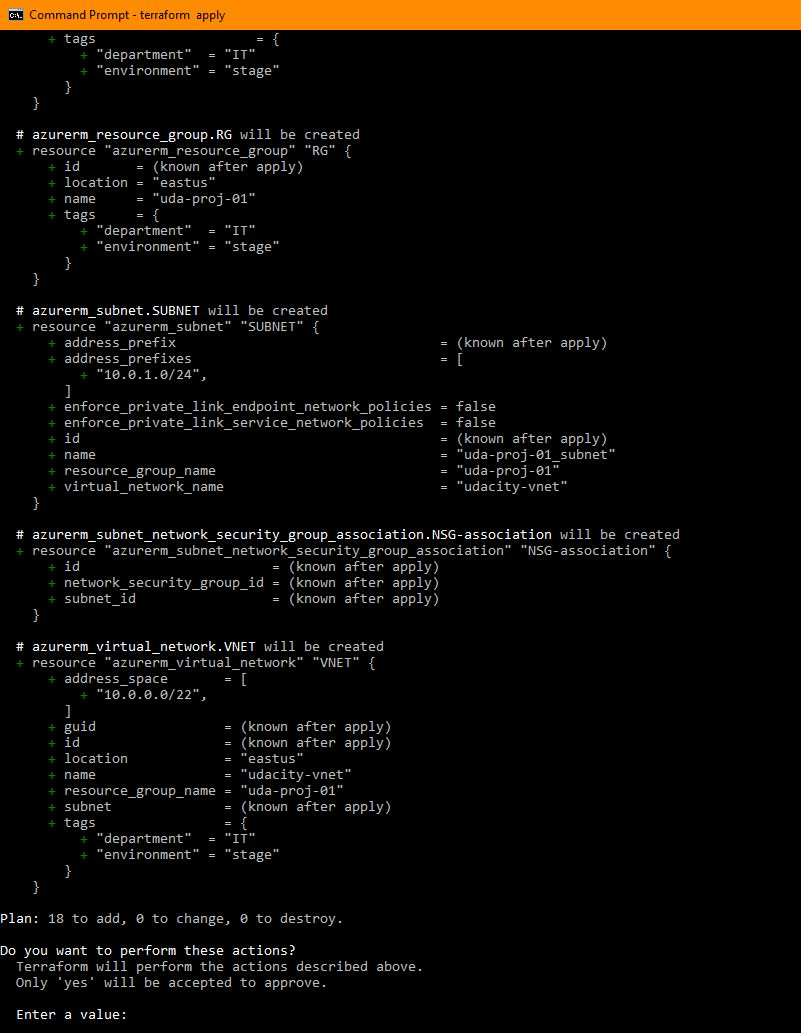 Command Prompt - terraform apply
+ tags = {
+ "department" = "IT"
+ "environment" = "stage"
}
}
# azurerm_resource_group.RG will be created
+ resource "azurerm_resource_group" "RG" {
+ id = (known after apply)
+ location = "eastus"
+ name = "uda-proj-01"
+ tags = {
+ "department" = "IT"
+ "environment" = "stage"
}
}
# azurerm_subnet.SUBNET will be created
+ resource "azurerm_subnet" "SUBNET" {
+ address_prefix = (known after apply)
+ address_prefixes = [
+ "10.0.1.0/24",
]
+ enforce_private_link_endpoint_network_policies = false
+ enforce_private_link_service_network_policies = false
+ id = (known after apply)
+ name = "uda-proj-01_subnet"
+ resource_group_name = "uda-proj-01"
+ virtual_network_name = "udacity-vnet"
}
# azurerm_subnet_network_security_group_association.NSG-association will be created
+ resource "azurerm_subnet_network_security_group_association" "NSG-association" {
+ id = (known after apply)
+ network_security_group_id = (known after apply)
+ subnet_id = (known after apply)
}
# azurerm_virtual_network.VNET will be created
+ resource "azurerm_virtual_network" "VNET" {
+ address_space = [
+ "10.0.0.0/22",
]
+ guid = (known after apply)
+ id = (known after apply)
+ location = "eastus"
+ name = "udacity-vnet"
+ resource_group_name = "uda-proj-01"
+ subnet = (known after apply)
+ tags = {
+ "department" = "IT"
+ "environment" = "stage"
}
}
Plan: 18 to add, 0 to change, 0 to destroy.
Do you want to perform these actions?
Terraform will perform the actions described above.
Only 'yes' will be accepted to approve.
Enter a value: